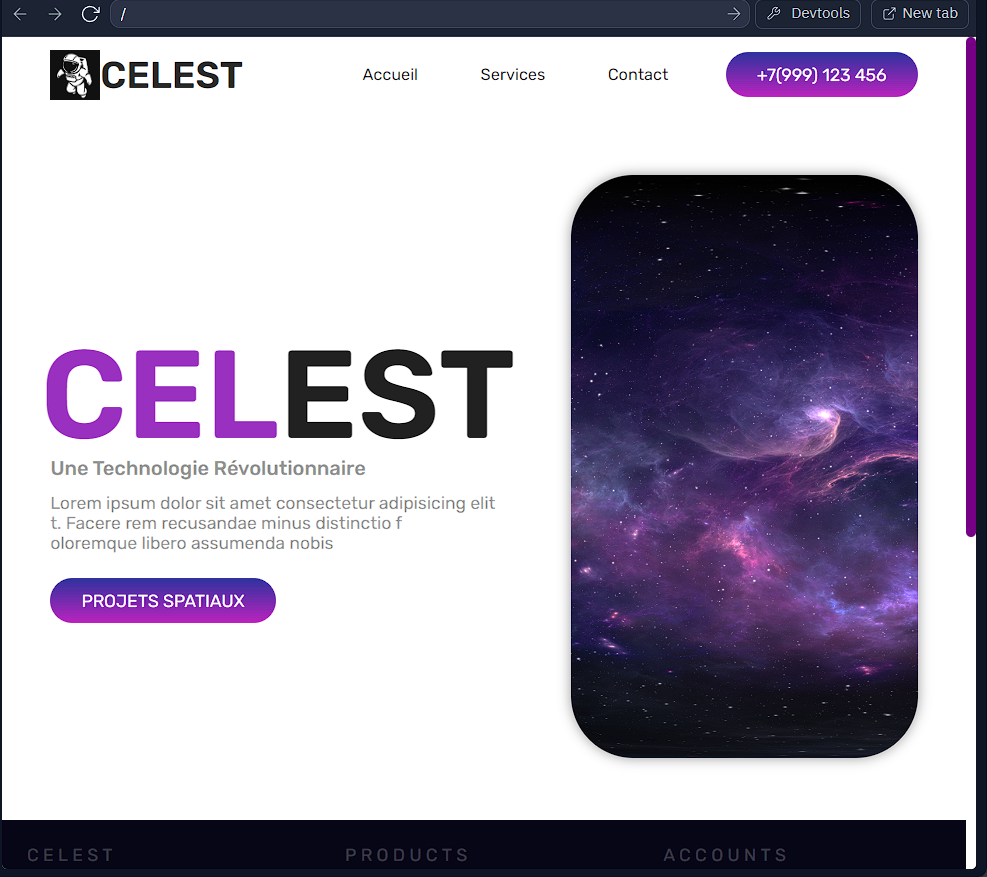 /
Devtools
New tab
CELEST
Accueil
Services
Contact
+7(999) 123 456
CELEST
Une Technologie Révolutionnaire
Lorem ipsum dolor sit amet consectetur adipisicing elit
t. Facere rem recusandae minus distinctio f
oloremque libero assumenda nobis
PROJETS SPATIAUX
CELEST
PRODUCTS
ACCOUNTS